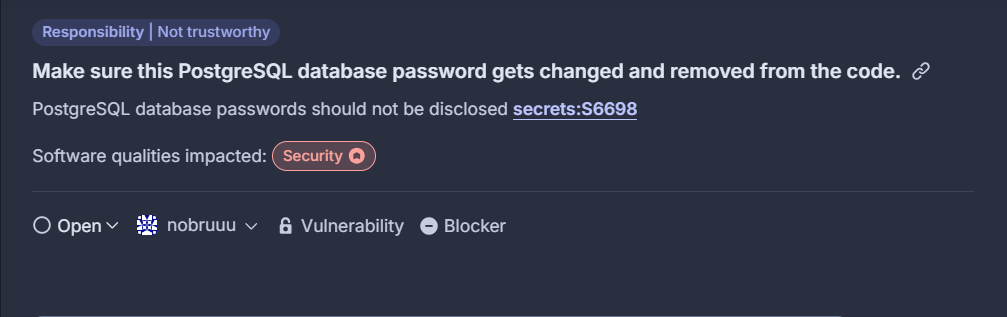 Responsibility | Not trustworthy
Make sure this PostgreSQL database password gets changed and removed from the code.
PostgreSQL database passwords should not be disclosed secrets:S6698
Software qualities impacted: Security
Open nobruuu Vulnerability Blocker